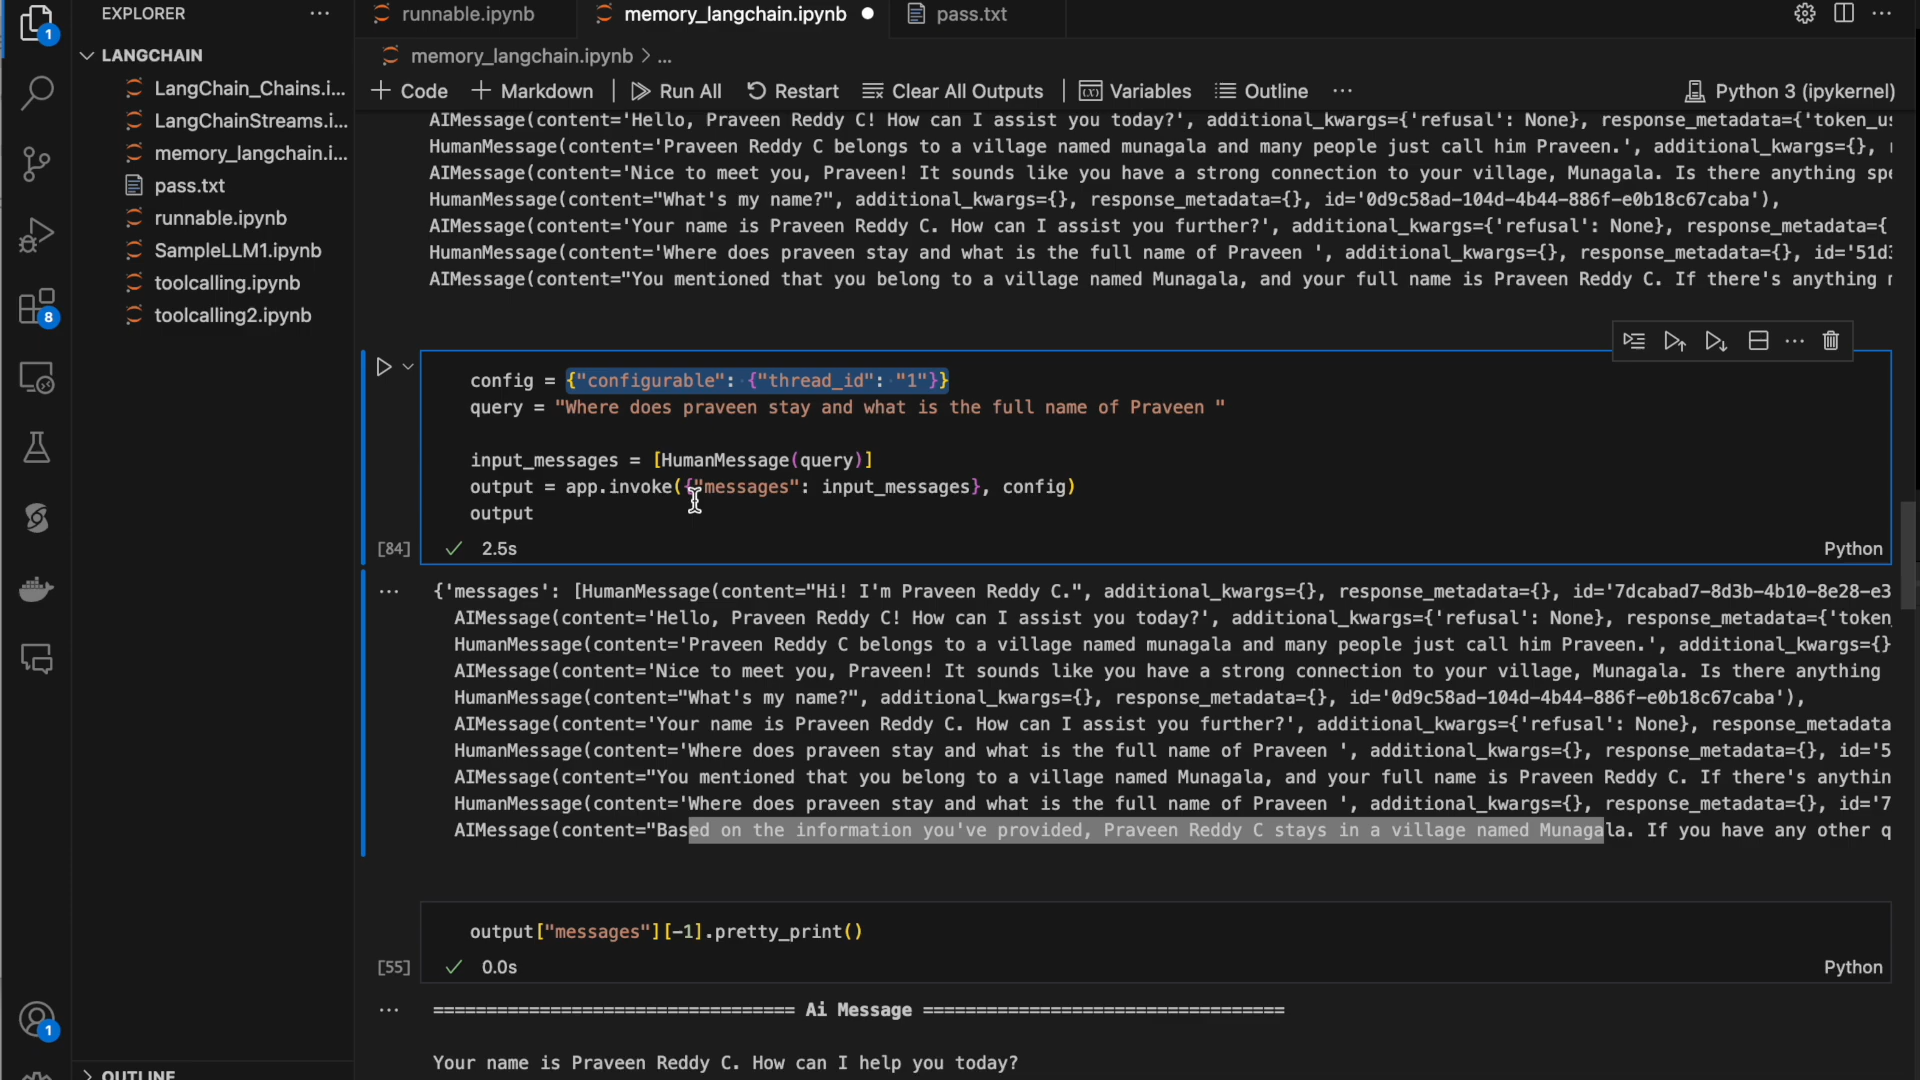 EXPLORER
LANGCHAIN
LangChain_Chains.i...
LangChainStreams.i...
memory_langchain.i...
pass.txt
runnable.ipynb
SampleLLM1.ipynb
toolcalling.ipynb
toolcalling2.ipynb
OUTLINE
1
8
1
runnable.ipynb memory_langchain.ipynb pass.txt
memory_langchain.ipynb > ...
+ Code + Markdown Run All Restart Clear All Outputs Variables Outline ... Python 3 (ipykernel)
AIMessage(content='Hello, Praveen Reddy C! How can I assist you today?', additional_kwargs={'refusal': None}, response_metadata={'token_us
HumanMessage(content='Praveen Reddy C belongs to a village named munagala and many people just call him Praveen.', additional_kwargs={},
AIMessage(content='Nice to meet you, Praveen! It sounds like you have a strong connection to your village, Munagala. Is there anything spe
HumanMessage(content="What's my name?", additional_kwargs={}, response_metadata={}, id='0d9c58ad-104d-4b44-886f-e0b18c67caba'),
AIMessage(content='Your name is Praveen Reddy C. How can I assist you further?', additional_kwargs={'refusal': None}, response_metadata={
HumanMessage(content='Where does praveen stay and what is the full name of Praveen ', additional_kwargs={}, response_metadata={}, id='51d
AIMessage(content="You mentioned that you belong to a village named Munagala, and your full name is Praveen Reddy C. If there's anything
config = {"configurable": {"thread_id": "1"}}
query = "Where does praveen stay and what is the full name of Praveen "
input_messages = [HumanMessage(query)]
output = app.invoke({"messages": input_messages}, config)
output
[84] ✓ 2.5s Python
{'messages': [HumanMessage(content="Hi! I'm Praveen Reddy C.", additional_kwargs={}, response_metadata={}, id='7dcabad7-8d3b-4b10-8e28-e3
AIMessage(content='Hello, Praveen Reddy C! How can I assist you today?', additional_kwargs={'refusal': None}, response_metadata={'token
HumanMessage(content='Praveen Reddy C belongs to a village named munagala and many people just call him Praveen.', additional_kwargs={}
AIMessage(content='Nice to meet you, Praveen! It sounds like you have a strong connection to your village, Munagala. Is there anything
HumanMessage(content="What's my name?", additional_kwargs={}, response_metadata={}, id='0d9c58ad-104d-4b44-886f-e0b18c67caba'),
AIMessage(content='Your name is Praveen Reddy C. How can I assist you further?', additional_kwargs={'refusal': None}, response_metadata
HumanMessage(content='Where does praveen stay and what is the full name of Praveen ', additional_kwargs={}, response_metadata={}, id='5
AIMessage(content="You mentioned that you belong to a village named Munagala, and your full name is Praveen Reddy C. If there's anythin
HumanMessage(content='Where does praveen stay and what is the full name of Praveen ', additional_kwargs={}, response_metadata={}, id='7
AIMessage(content="Based on the information you've provided, Praveen Reddy C stays in a village named Munagala. If you have any other q
output["messages"][-1].pretty_print()
[55] ✓ 0.0s Python
================================== Ai Message ==================================
Your name is Praveen Reddy C. How can I help you today?